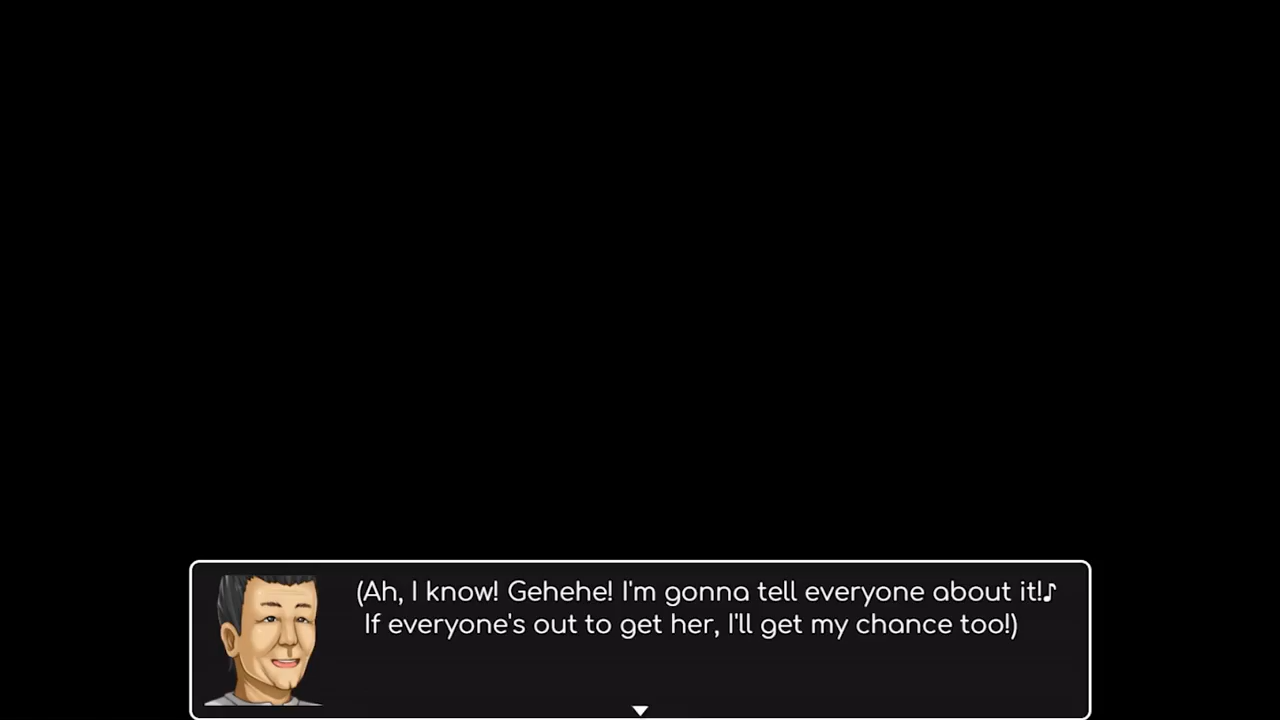 (Ah, I know! Gehehe! I'm gonna tell everyone about it!♪
If everyone's out to get her, I'll get my chance too!)